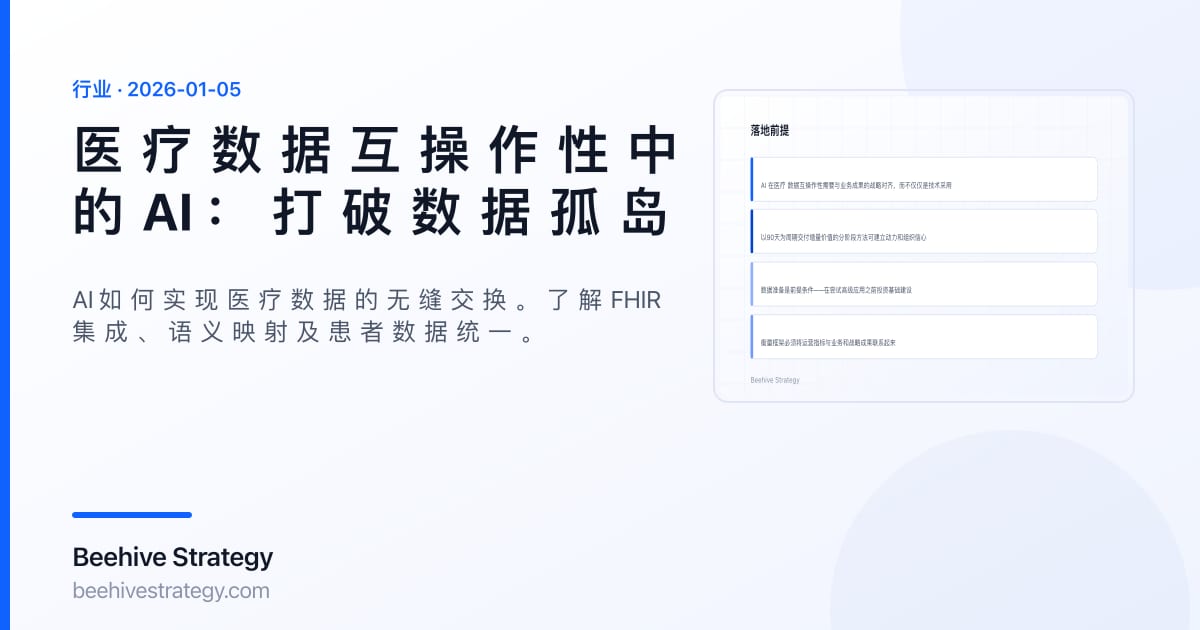 行业 · 2026-01-05
医疗数据互操作性中
的 AI： 打破数据孤岛
AI 如何实现医疗数据的无缝交换。了解 FHIR
集成、语义映射及患者数据统一。
落地前提
AI 在医疗 数据互操作性需要与业务成果的战略对齐，而不仅仅是技术采用
以90天为周期交付增量价值的分阶段方法可建立动力和组织信心
数据准备是前提条件——在尝试高级应用之前投资基础建设
衡量框架必须将运营指标与业务和战略成果联系起来
Beehive Strategy
Beehive Strategy
beehivestrategy.com